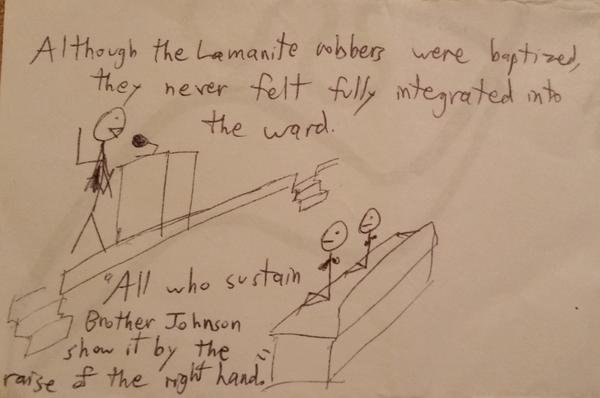 Although the Lamanite robbers were baptized,
they never felt fully integrated into
the ward.
"All who sustain
Brother Johnson
show it by the
raise of the right hand."